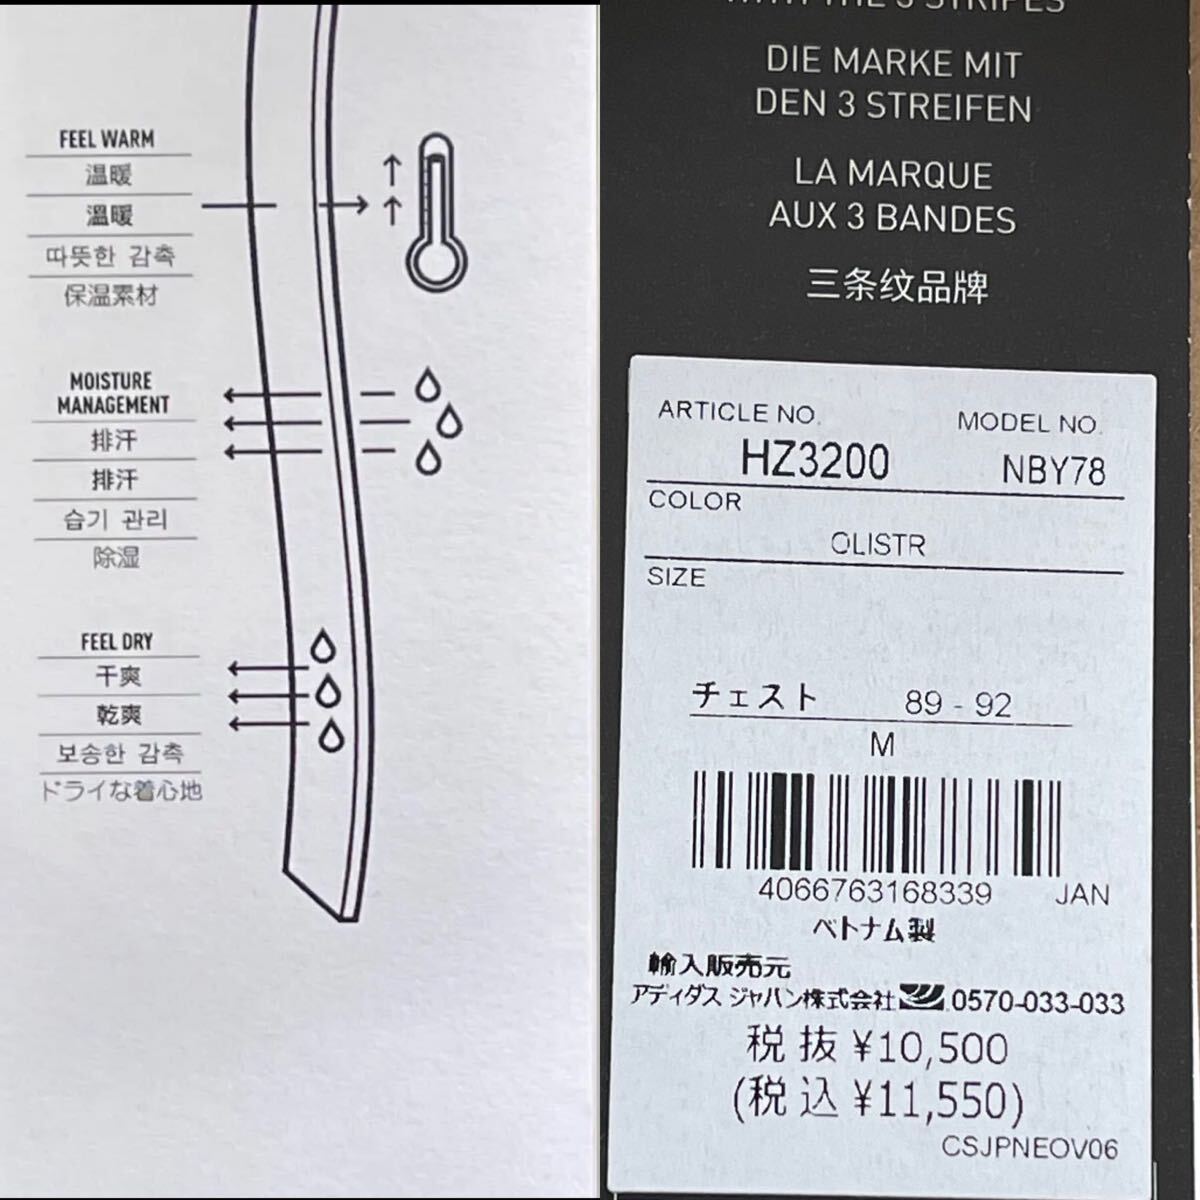 FEEL WARM
温暖
溫暖
따뜻한 감촉
保温素材
MOISTURE
MANAGEMENT
排汗
排汗
습기 관리
除湿
FEEL DRY
干爽
乾爽
보송한 감촉
ドライな着心地
WITH THE 3 STRIPES
DIE MARKE MIT
DEN 3 STREIFEN
LA MARQUE
AUX 3 BANDES
三条纹品牌
ARTICLE NO. MODEL NO.
HZ3200 NBY78
COLOR
OLISTR
SIZE
チェスト 89 - 92
M
4066763168339 JAN
ベトナム製
輸入販売元
アディダス ジャパン株式会社 0570-033-033
税 抜 ¥10,500
(税 込 ¥11,550)
CSJPNEOV06